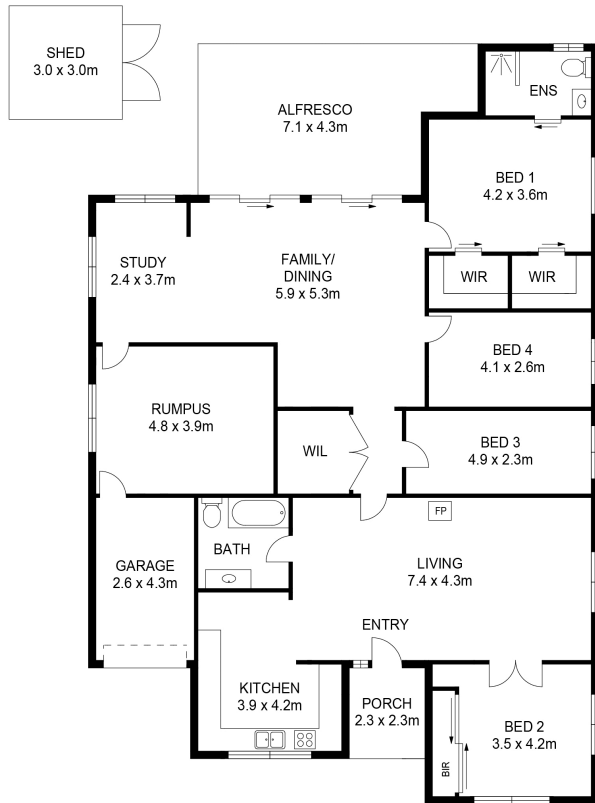 SHED
3.0 x 3.0m
ALFRESCO
7.1 x 4.3m
ENS
BED 1
4.2 x 3.6m
STUDY
2.4 x 3.7m
FAMILY/
DINING
5.9 x 5.3m
WIR
WIR
BED 4
4.1 x 2.6m
RUMPUS
4.8 x 3.9m
WIL
BED 3
4.9 x 2.3m
FP
BATH
GARAGE
2.6 x 4.3m
LIVING
7.4 x 4.3m
ENTRY
KITCHEN
3.9 x 4.2m
PORCH
2.3 x 2.3m
BED 2
3.5 x 4.2m
BIR